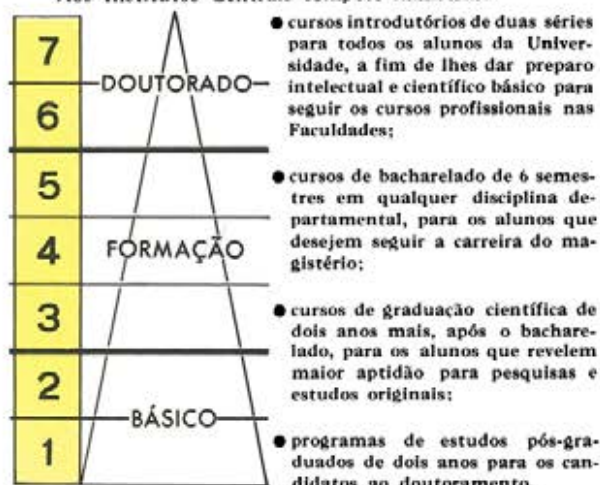 7
6
5
4
3
2
1
DOUTORADO
FORMAÇÃO
BÁSICO
● cursos introdutórios de duas séries
para todos os alunos da Univer-
sidade, a fim de lhes dar preparo
intelectual e científico básico para
seguir os cursos profissionais nas
Faculdades;
● cursos de bacharelado de 6 semes-
tres em qualquer disciplina de-
partamental, para os alunos que
desejem seguir a carreira do ma-
gistério;
● cursos de graduação científica de
dois anos mais, após o bachare-
lado, para os alunos que revelem
maior aptidão para pesquisas e
estudos originais;
● programas de estudos pós-gra-
duados de dois anos para os can-
didatos ao doutoramento